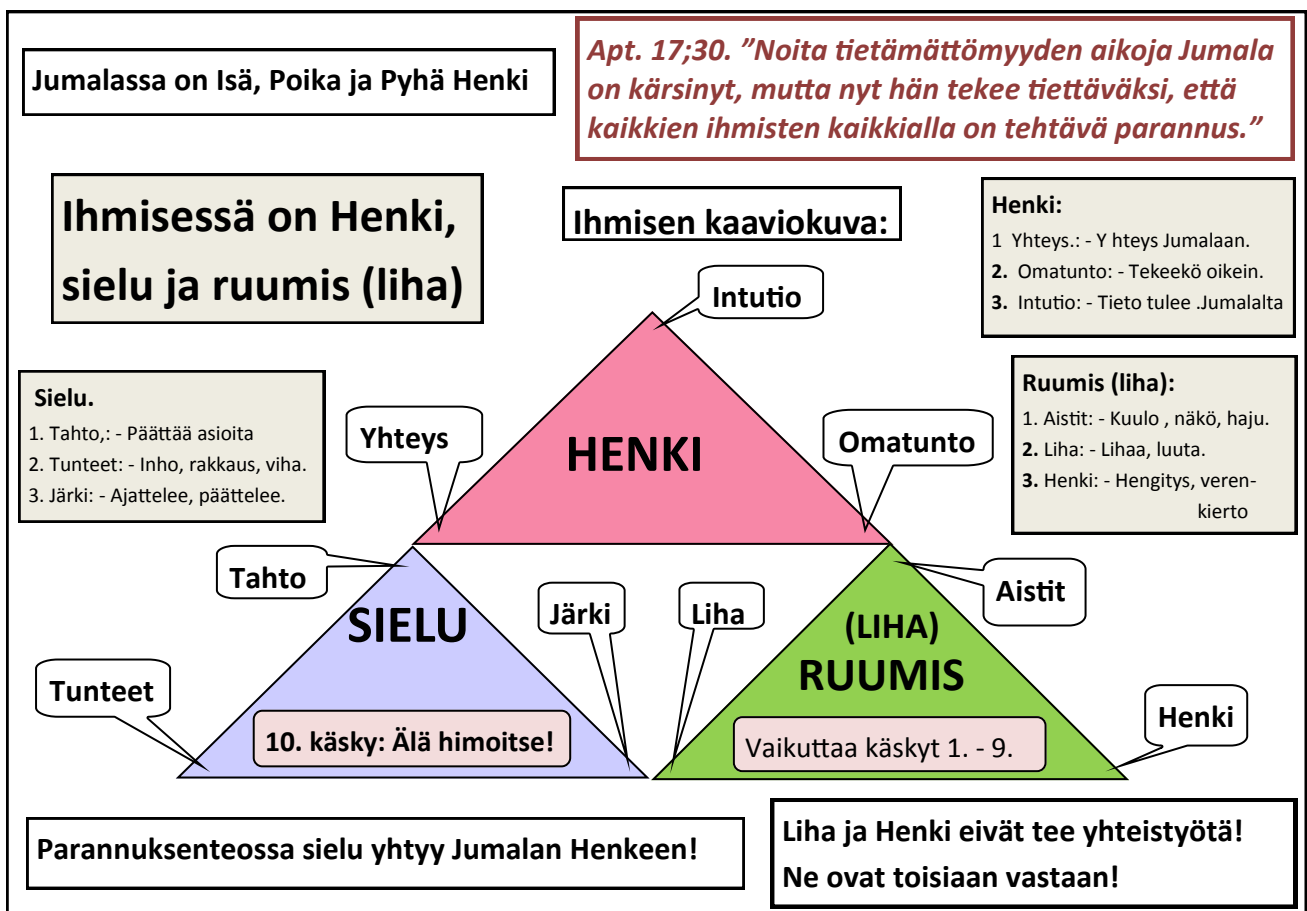 Jumalassa on Isä, Poika ja Pyhä Henki
Apt. 17;30. ”Noita tietämättömyyden aikoja Jumala
on kärsinyt, mutta nyt hän tekee tiettäväksi, että
kaikkien ihmisten kaikkialla on tehtävä parannus.”
Ihmisessä on Henki,
sielu ja ruumis (liha)
Ihmisen kaaviokuva:
Henki:
1 Yhteys.: - Y hteys Jumalaan.
2. Omatunto: - Tekeekö oikein.
3. Intutio: - Tieto tulee .Jumalalta
Intutio
Sielu.
1. Tahto,: - Päättää asioita
2. Tunteet: - Inho, rakkaus, viha.
3. Järki: - Ajattelee, päättelee.
Ruumis (liha):
1. Aistit: - Kuulo , näkö, haju.
2. Liha: - Lihaa, luuta.
3. Henki: - Hengitys, veren-
kierto
Yhteys
HENKI
Omatunto
Tahto
SIELU
Järki
Liha
(LIHA)
RUUMIS
Aistit
Tunteet
10. käsky: Älä himoitse!
Vaikuttaa käskyt 1. - 9.
Henki
Parannuksenteossa sielu yhtyy Jumalan Henkeen!
Liha ja Henki eivät tee yhteistyötä!
Ne ovat toisiaan vastaan!